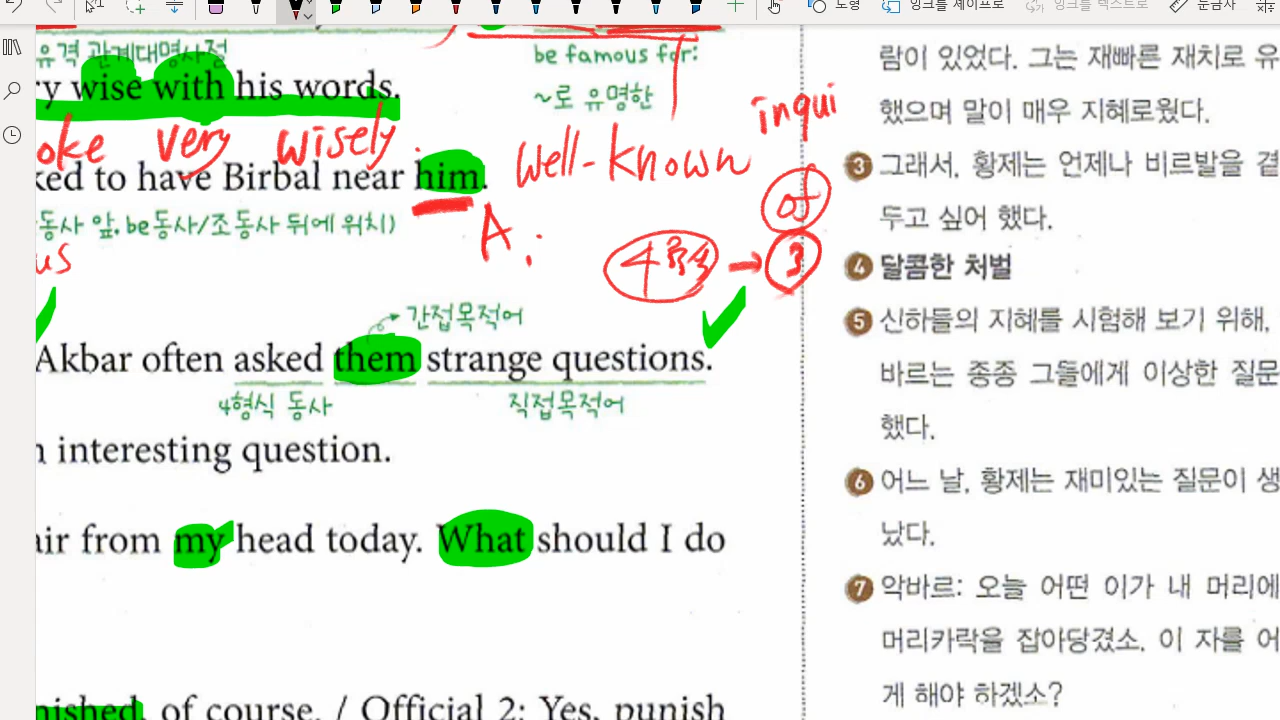 도형
잉크를 셰이프로
잉크를 텍스트로
눈금자
유격 관계대명사절
be famous for:
~로 유명한
ry wise with his words.
oke very wisely.
well-known
inqui
of
ked to have Birbal near him.
동사 앞, be동사/조동사 뒤에 위치)
us
A.
4형식 → 3
간접목적어
Akbar often asked them strange questions.
4형식 동사
직접목적어
n interesting question.
air from my head today. What should I do
nished, of course. / Official 2: Yes, punish
람이 있었다. 그는 재빠른 재치로 유
했으며 말이 매우 지혜로웠다.
3 그래서, 황제는 언제나 비르발을 곁
두고 싶어 했다.
4 달콤한 처벌
5 신하들의 지혜를 시험해 보기 위해,
바르는 종종 그들에게 이상한 질문
했다.
6 어느 날, 황제는 재미있는 질문이 생
났다.
7 악바르: 오늘 어떤 이가 내 머리에
머리카락을 잡아당겼소. 이 자를 어
게 해야 하겠소?